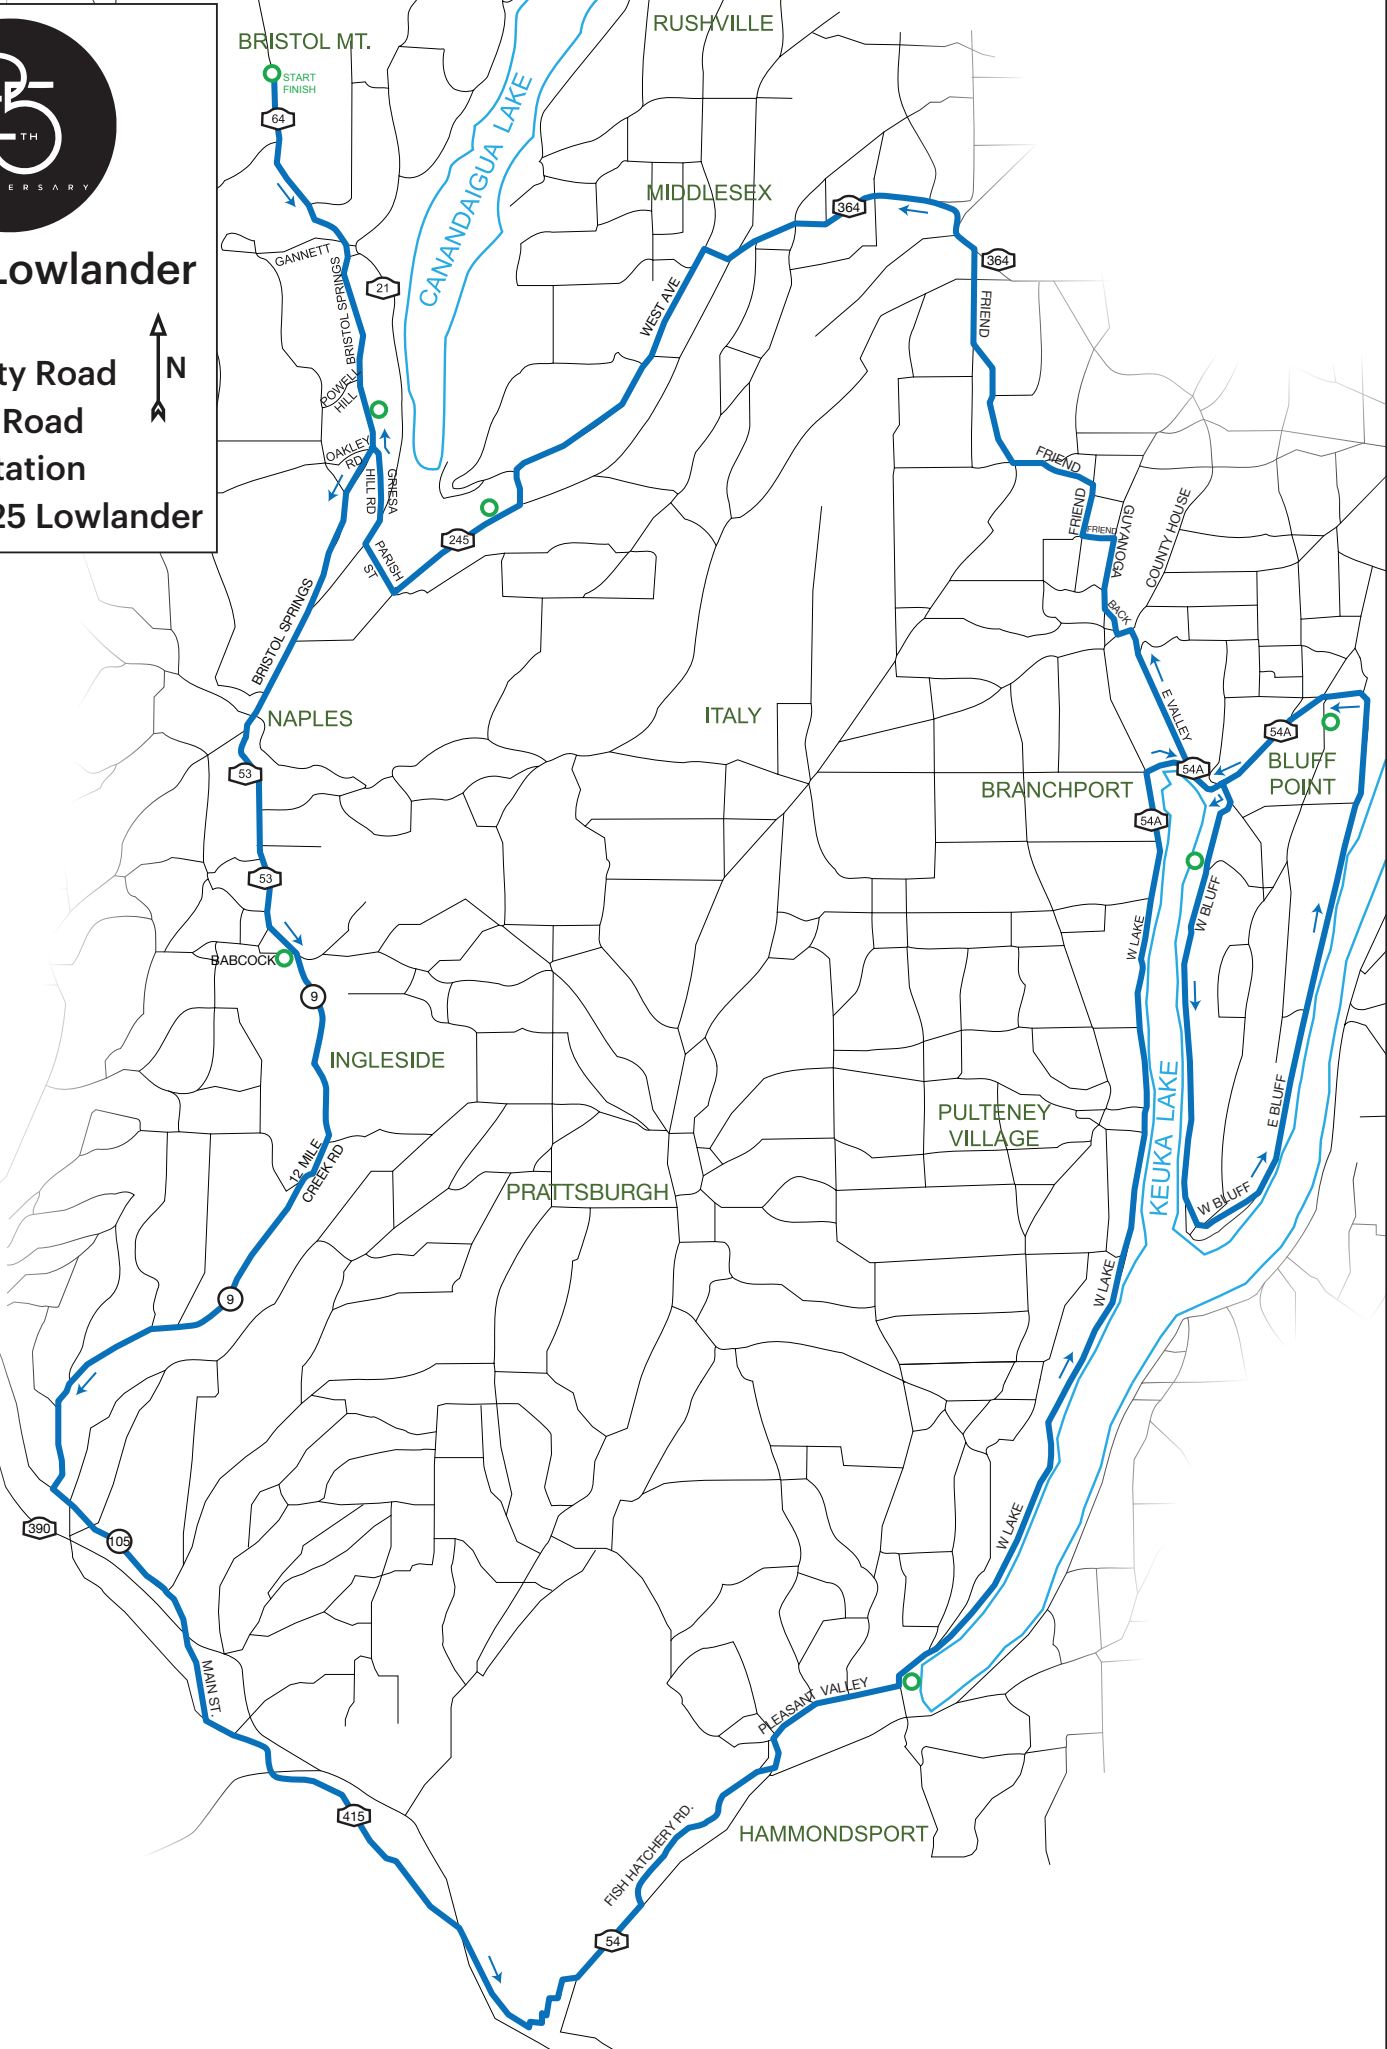 RUSHVILLE
BRISTOL MT.
START
FINISH
64
TH
Lowlander
N
ty Road
Road
tation
25 Lowlander
CANANDAIGUA LAKE
MIDDLESEX
364
364
GANNETT
BRISTOL SPRINGS
BRISTOL SPRINGS
21
POWELL
HILL
OAKLEY
RD
GRIESA
HILL RD
PARISH
ST
245
WEST AVE
FRIEND
FRIEND
FRIEND
FRIEND
GUYANOGA
COUNTY HOUSE
BACK
E VALLEY
BRISTOL SPRINGS
NAPLES
ITALY
53
54A
BLUFF
POINT
54A
BRANCHPORT
54A
53
W BLUFF
W LAKE
BABCOCK
9
INGLESIDE
KEUKA LAKE
E BLUFF
PULTENEY
VILLAGE
12 MILE
CREEK RD
PRATTSBURGH
W BLUFF
W LAKE
9
390
105
W LAKE
MAIN ST.
PLEASANT VALLEY
415
FISH HATCHERY RD.
HAMMONDSPORT
54